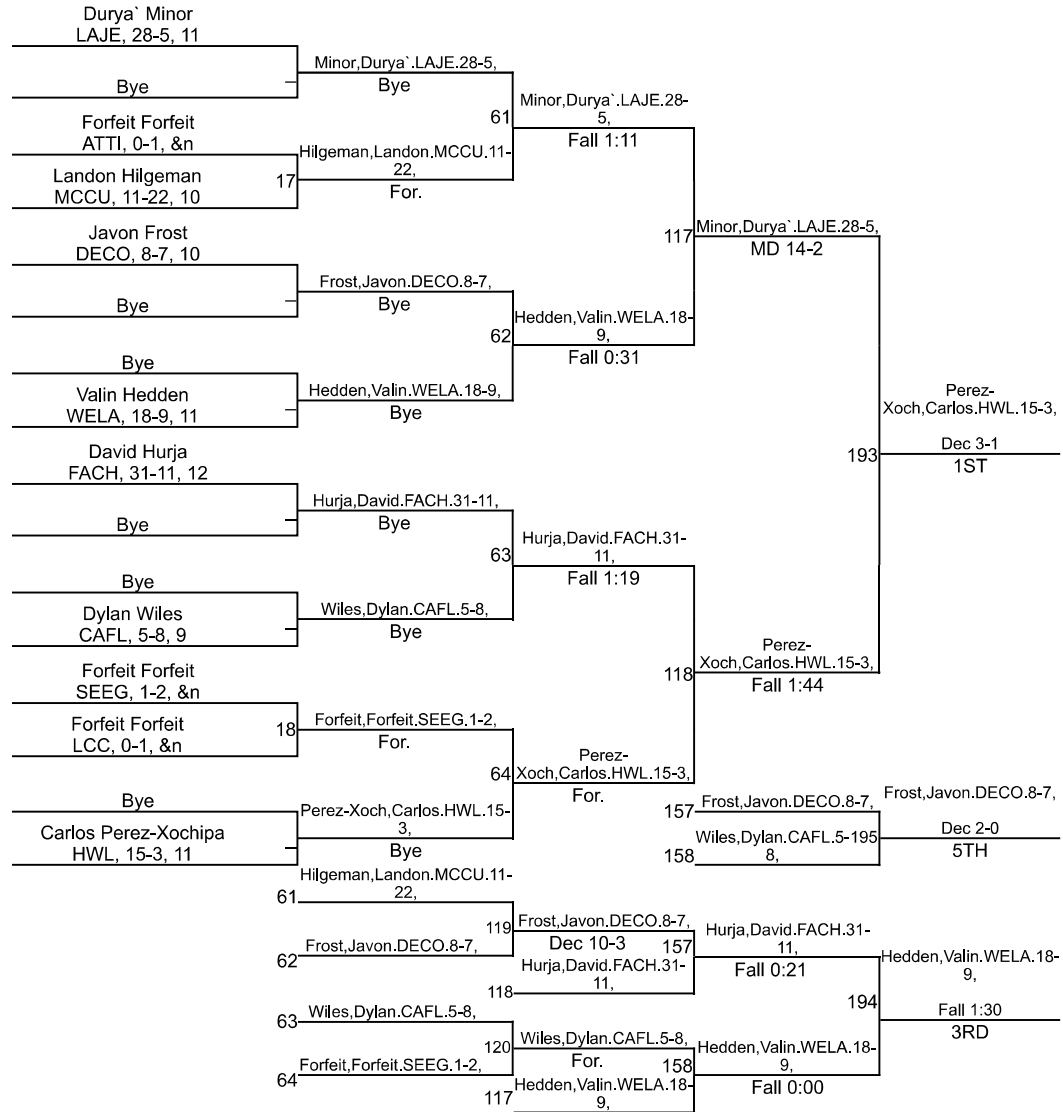 Durya` Minor
LAJE, 28-5, 11
Bye
Forfeit Forfeit
ATTI, 0-1, &n
Landon Hilgeman
MCCU, 11-22, 10
17
Javon Frost
DECO, 8-7, 10
Bye
Bye
Valin Hedden
WELA, 18-9, 11
David Hurja
FACH, 31-11, 12
Bye
Bye
Dylan Wiles
CAFL, 5-8, 9
Forfeit Forfeit
SEEG, 1-2, &n
Forfeit Forfeit
LCC, 0-1, &n
18
Bye
Carlos Perez-Xochipa
HWL, 15-3, 11
Minor,Durya`.LAJE.28-5,
Bye
61
Hilgeman,Landon.MCCU.11-
22,
For.
Frost,Javon.DECO.8-7,
Bye
62
Hedden,Valin.WELA.18-9,
Bye
Hurja,David.FACH.31-11,
Bye
63
Wiles,Dylan.CAFL.5-8,
Bye
Forfeit,Forfeit.SEEG.1-2,
For.
64
Perez-Xoch,Carlos.HWL.15-
3,
Bye
Minor,Durya`.LAJE.28-
5,
Fall 1:11
117
Hedden,Valin.WELA.18-
9,
Fall 0:31
Hurja,David.FACH.31-
11,
Fall 1:19
118
Perez-
Xoch,Carlos.HWL.15-3,
For.
Minor,Durya`.LAJE.28-5,
MD 14-2
193
Perez-
Xoch,Carlos.HWL.15-3,
Fall 1:44
Perez-
Xoch,Carlos.HWL.15-3,
Dec 3-1
1ST
157
Frost,Javon.DECO.8-7,
158
Wiles,Dylan.CAFL.5-195
8,
Frost,Javon.DECO.8-7,
Dec 2-0
5TH
61
Hilgeman,Landon.MCCU.11-
22,
62
Frost,Javon.DECO.8-7,
119
Frost,Javon.DECO.8-7,
Dec 10-3
157
118
Hurja,David.FACH.31-
11,
Hurja,David.FACH.31-
11,
Fall 0:21
63
Wiles,Dylan.CAFL.5-8,
64
Forfeit,Forfeit.SEEG.1-2,
120
Wiles,Dylan.CAFL.5-8,
For.
158
117
Hedden,Valin.WELA.18-
9,
Hedden,Valin.WELA.18-
9,
Fall 0:00
194
Hedden,Valin.WELA.18-
9,
Fall 1:30
3RD